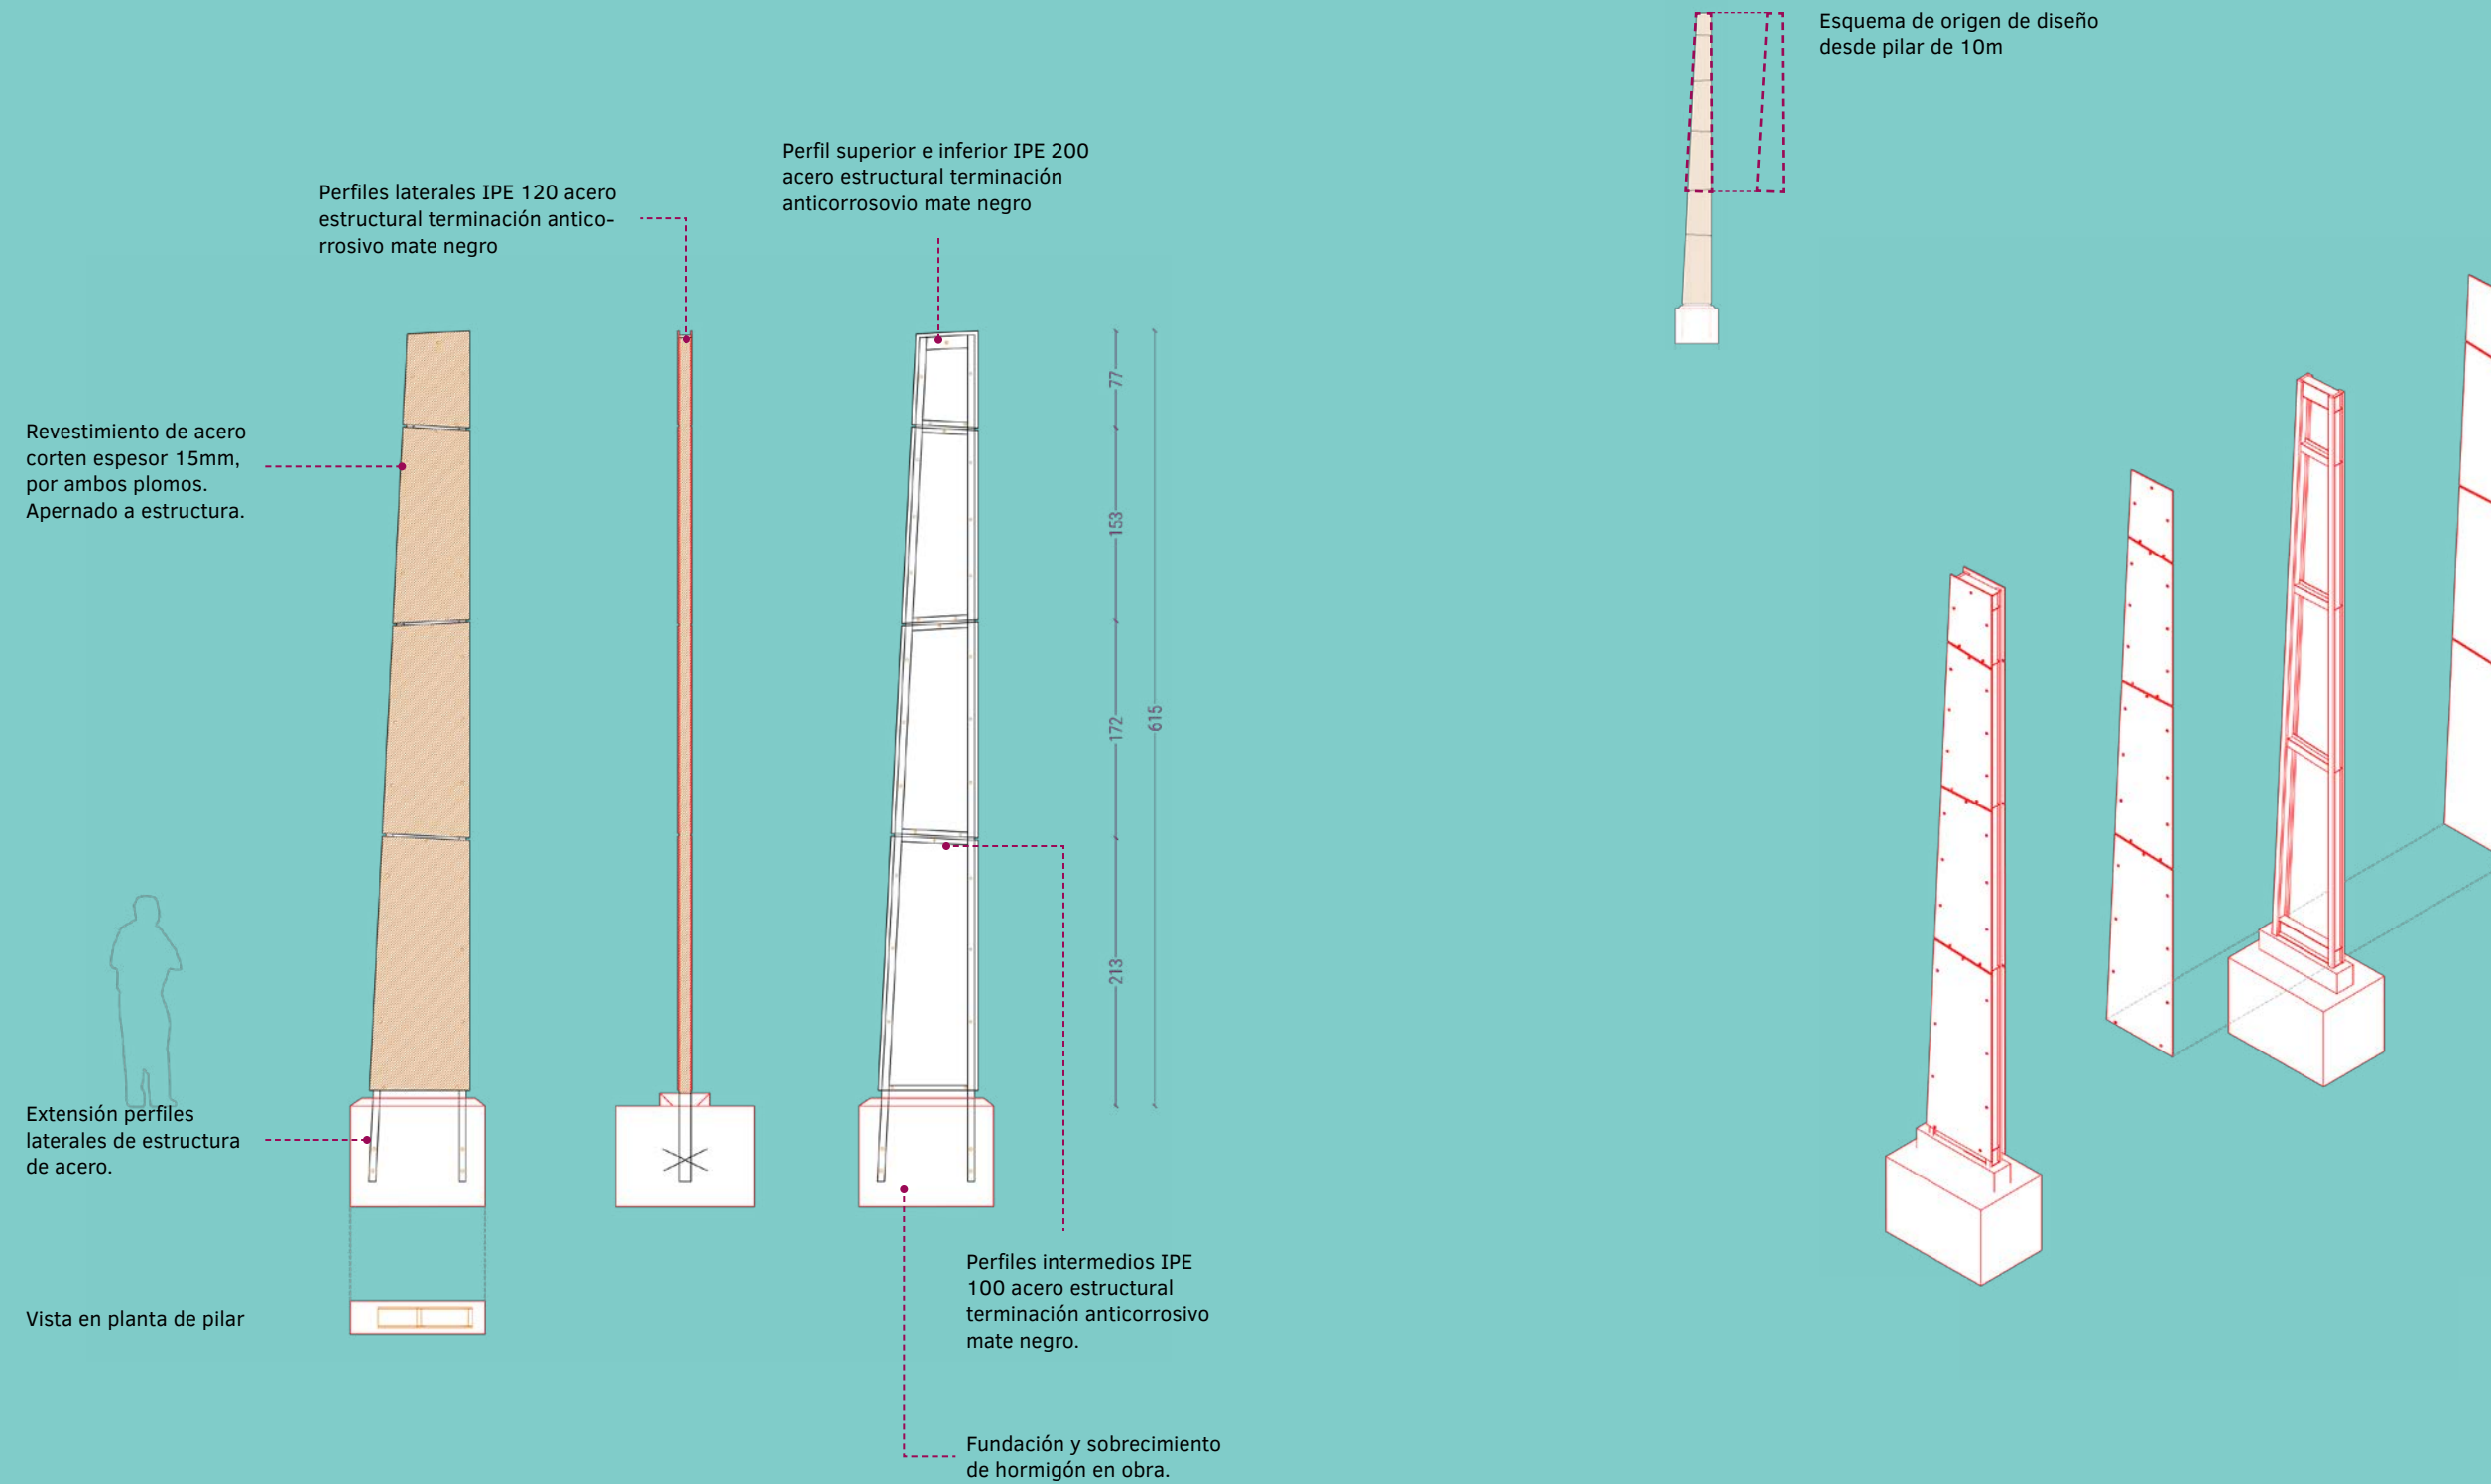 Esquema de origen de diseño
desde pilar de 10m
Perfil superior e inferior IPE 200
acero estructural terminación
anticorrosovio mate negro
Perfiles laterales IPE 120 acero
estructural terminación antico-
rrosivo mate negro
Revestimiento de acero
corten espesor 15mm,
por ambos plomos.
Apernado a estructura.
77
153
172
615
213
Extensión perfiles
laterales de estructura
de acero.
Vista en planta de pilar
Perfiles intermedios IPE
100 acero estructural
terminación anticorrosivo
mate negro.
Fundación y sobrecimiento
de hormigón en obra.